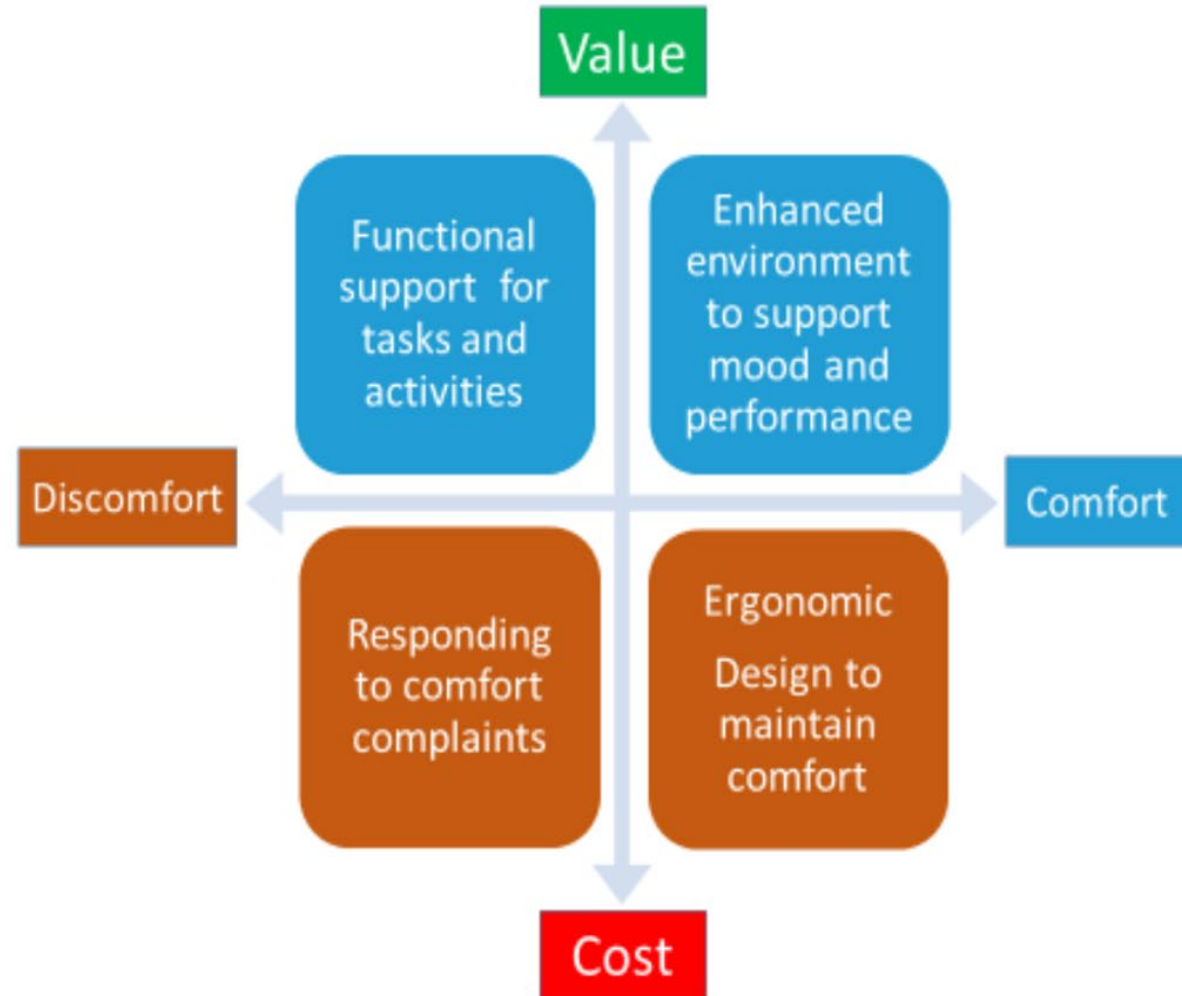 Value
Functional
support for
tasks and
activities
Enhanced
environment
to support
mood and
performance
Discomfort
Comfort
Responding
to comfort
complaints
Ergonomic
Design to
maintain
comfort
Cost